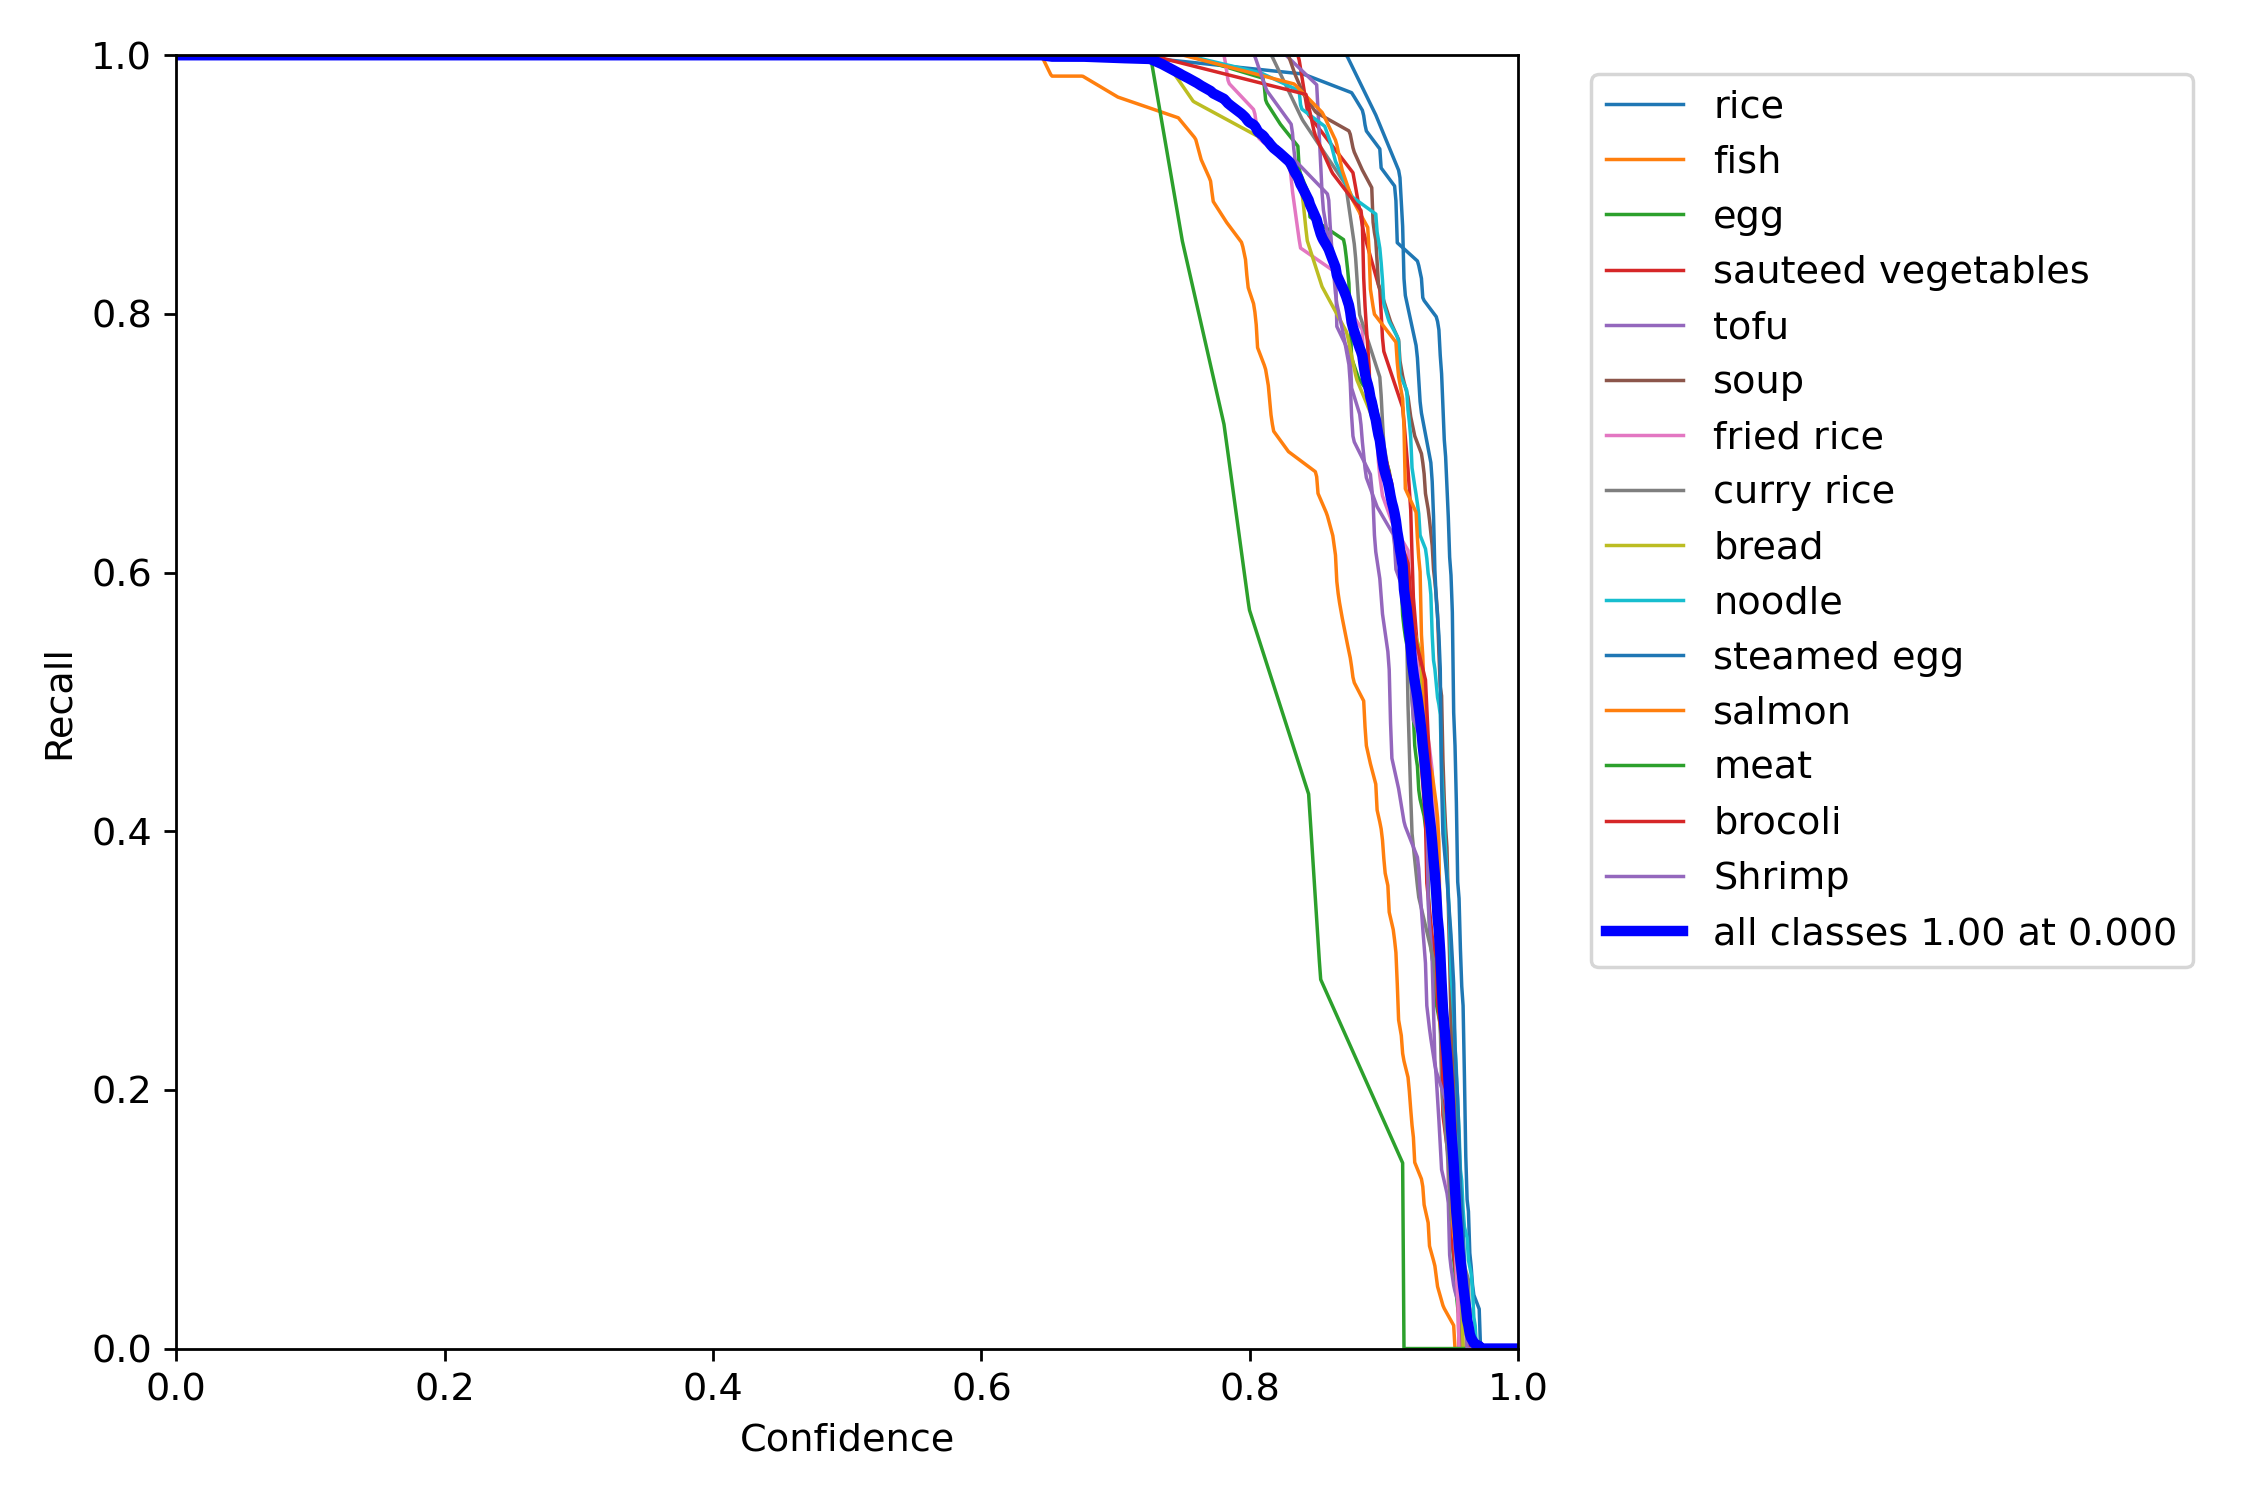 1.0
0.8
0.6
0.4
0.2
0.0
Recall
0.0 0.2 0.4 0.6 0.8 1.0
Confidence
rice
fish
egg
sauteed vegetables
tofu
soup
fried rice
curry rice
bread
noodle
steamed egg
salmon
meat
brocoli
Shrimp
all classes 1.00 at 0.000